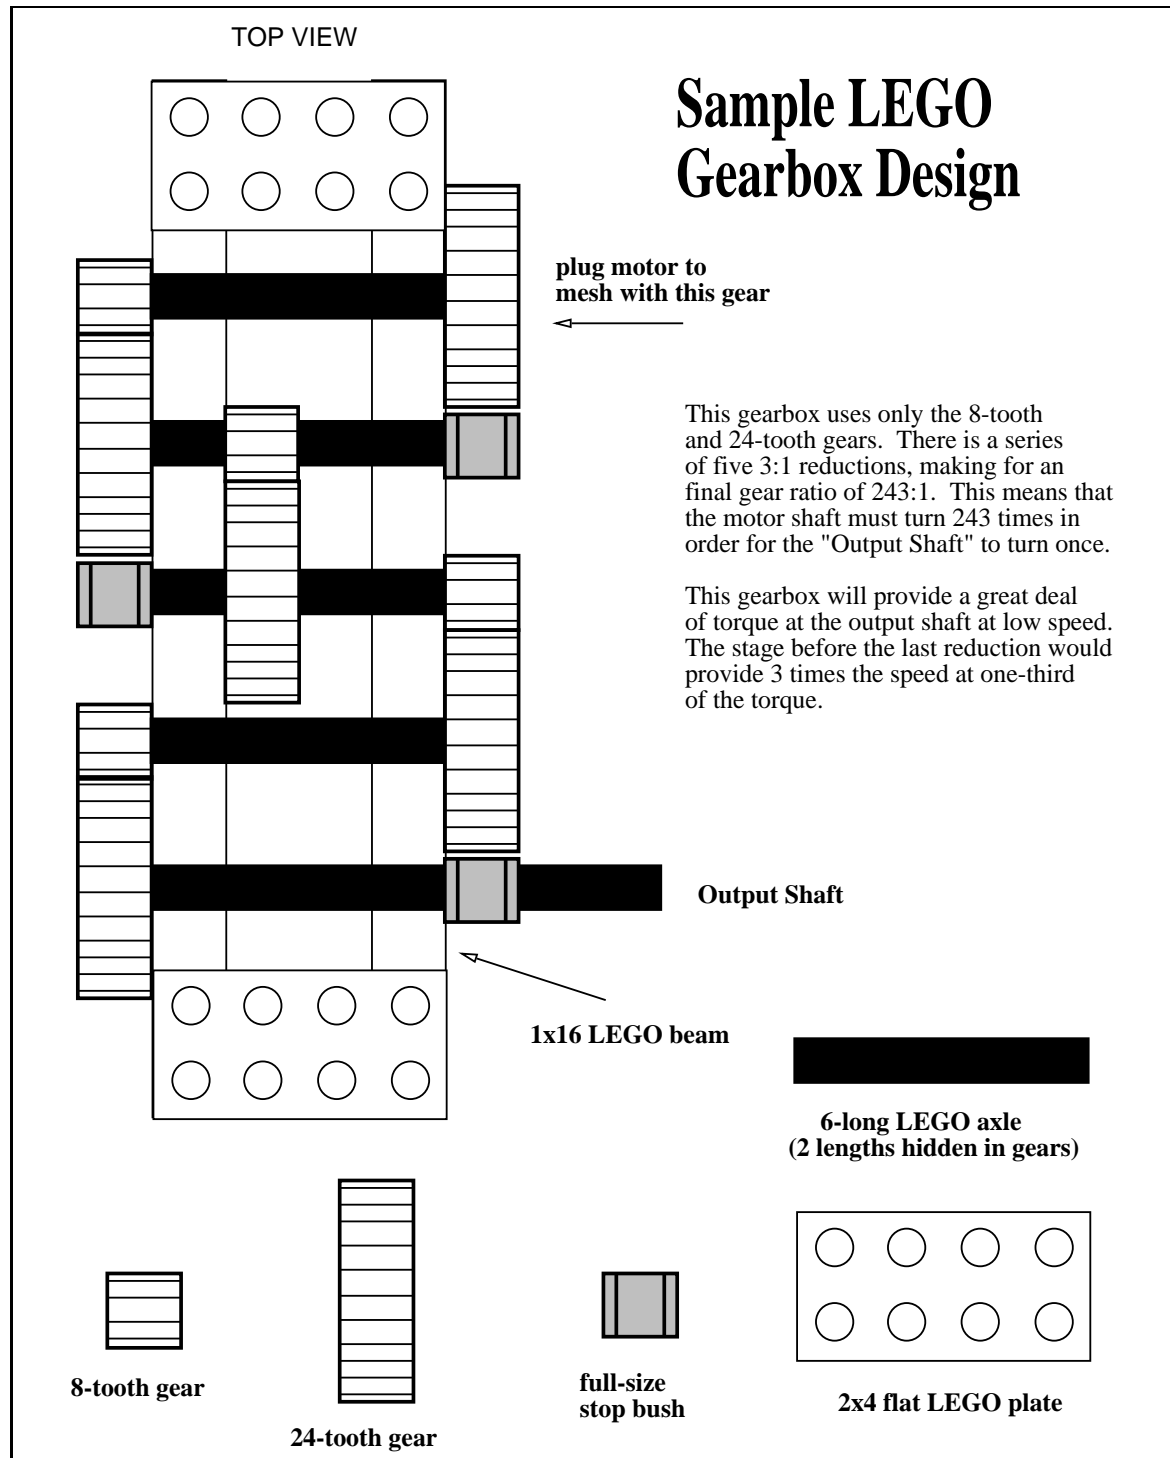 TOP VIEW
Sample LEGO
Gearbox Design
plug motor to
mesh with this gear
This gearbox uses only the 8-tooth
and 24-tooth gears.  There is a series
of five 3:1 reductions, making for an
final gear ratio of 243:1.  This means that
the motor shaft must turn 243 times in
order for the "Output Shaft" to turn once.
This gearbox will provide a great deal
of torque at the output shaft at low speed.
The stage before the last reduction would
provide 3 times the speed at one-third
of the torque.
Output Shaft
1x16 LEGO beam
6-long LEGO axle
(2 lengths hidden in gears)
8-tooth gear
24-tooth gear
full-size
stop bush
2x4 flat LEGO plate